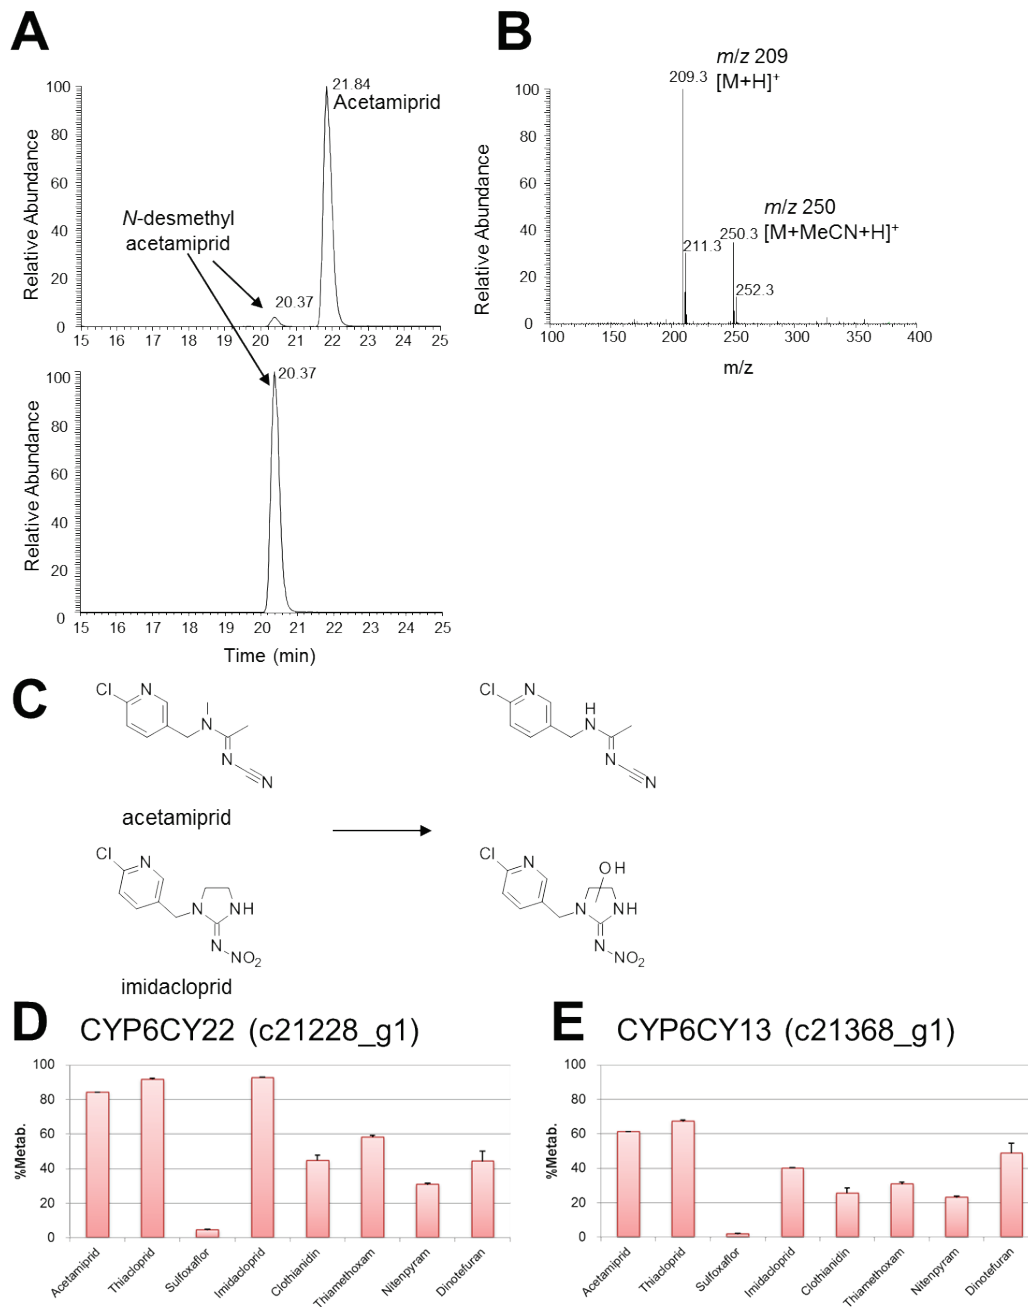 A
100
80
60
40
20
0
Relative Abundance
21.84
Acetamiprid
N-desmethyl
acetamiprid
20.37
15 16 17 18 19 20 21 22 23 24 25
100
80
60
40
20
0
Relative Abundance
20.37
15 16 17 18 19 20 21 22 23 24 25
Time (min)
B
100
80
60
40
20
0
Relative Abundance
m/z 209
209.3 [M+H]+
m/z 250
250.3 [M+MeCN+H]+
211.3
252.3
100 150 200 250 300 350 400
m/z
C
Cl N
N
N
N
acetamiprid
Cl N
H
N
N
N
Cl N
N NH
N
NO2
imidacloprid
Cl N
OH
N NH
N
NO2
D CYP6CY22 (c21228_g1)
100
80
60
40
20
0
%Metab.
Acetamiprid
Thiacloprid
Sulfoxaflor
Imidacloprid
Clothianidin
Thiamethoxam
Nitenpyram
Dinotefuran
E CYP6CY13 (c21368_g1)
100
80
60
40
20
0
%Metab.
Acetamiprid
Thiacloprid
Sulfoxaflor
Imidacloprid
Clothianidin
Thiamethoxam
Nitenpyram
Dinotefuran